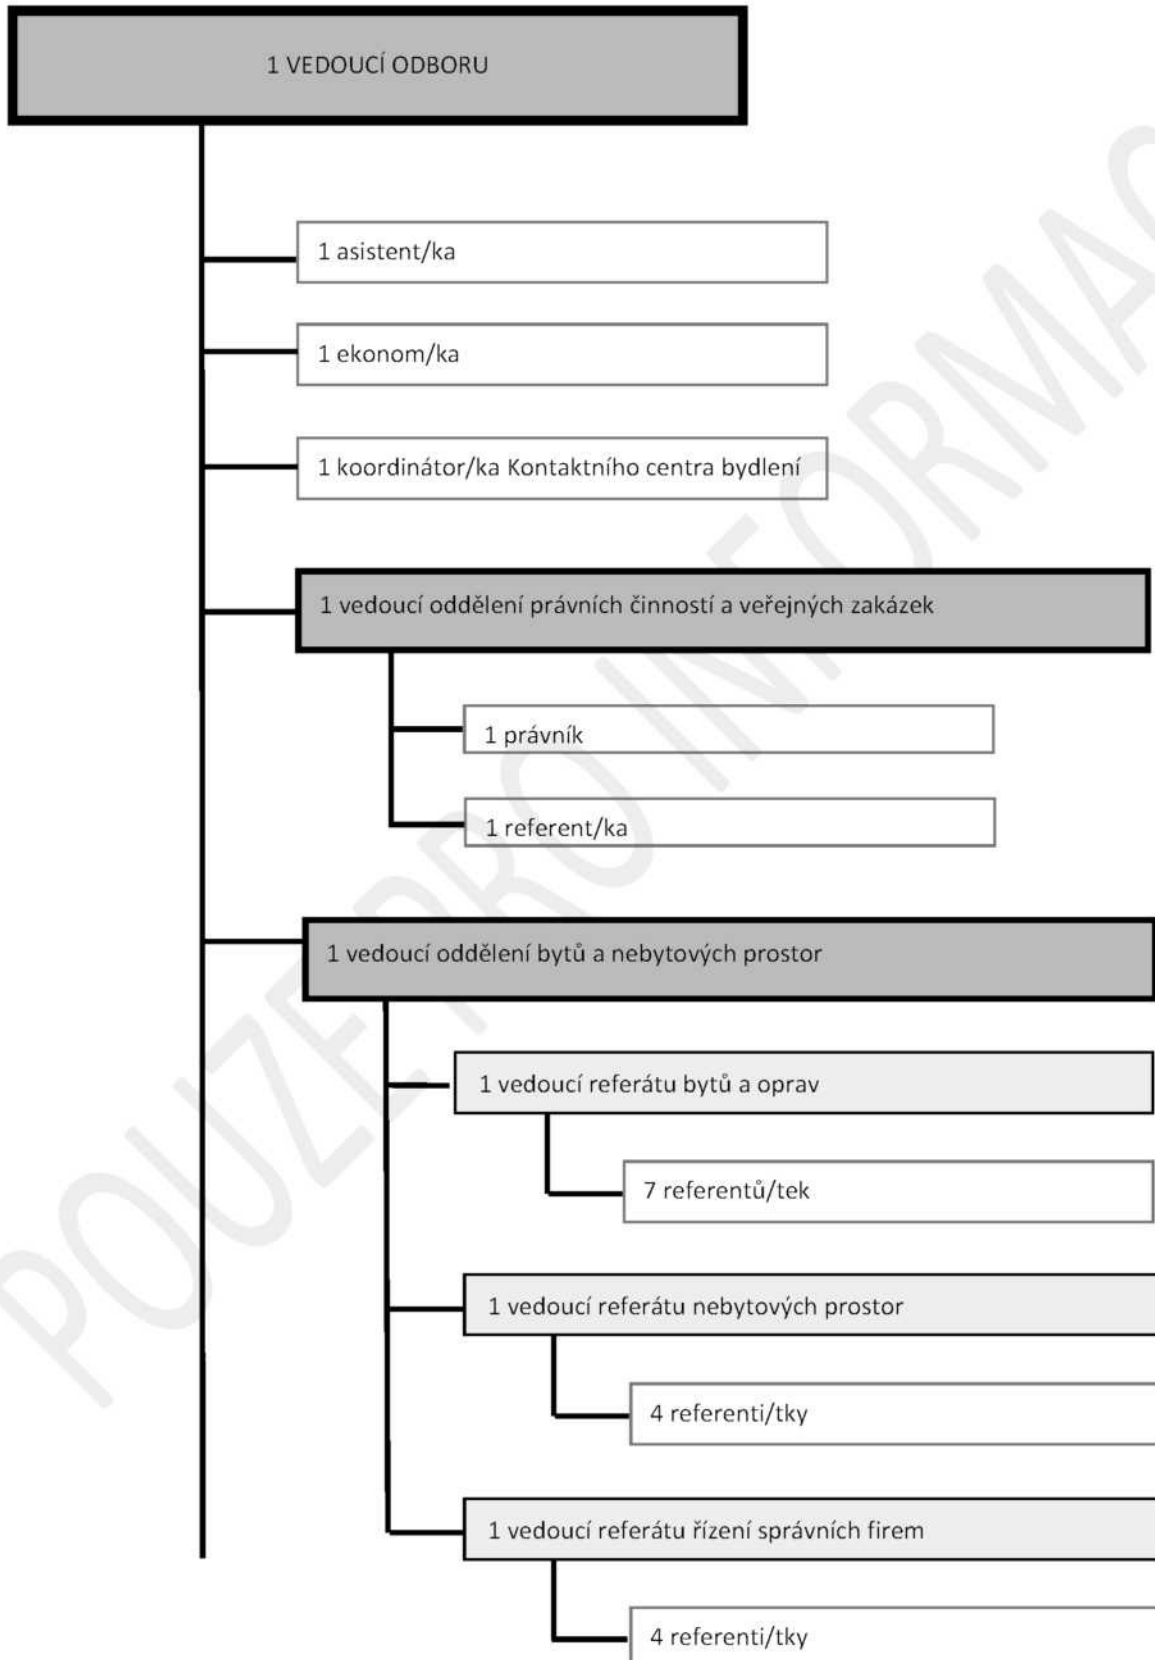 1 VEDOUCÍ ODBORU
1 asistent/ka
1 ekonom/ka
1 koordinátor/ka Kontaktního centra bydlení
1 vedoucí oddělení právních činností a veřejných zakázek
1 právník
1 referent/ka
1 vedoucí oddělení bytů a nebytových prostor
1 vedoucí referátu bytů a oprav
7 referentů/tek
1 vedoucí referátu nebytových prostor
4 referenti/tky
1 vedoucí referátu řízení správních firem
4 referenti/tky
POUZE PRO INFORMAC